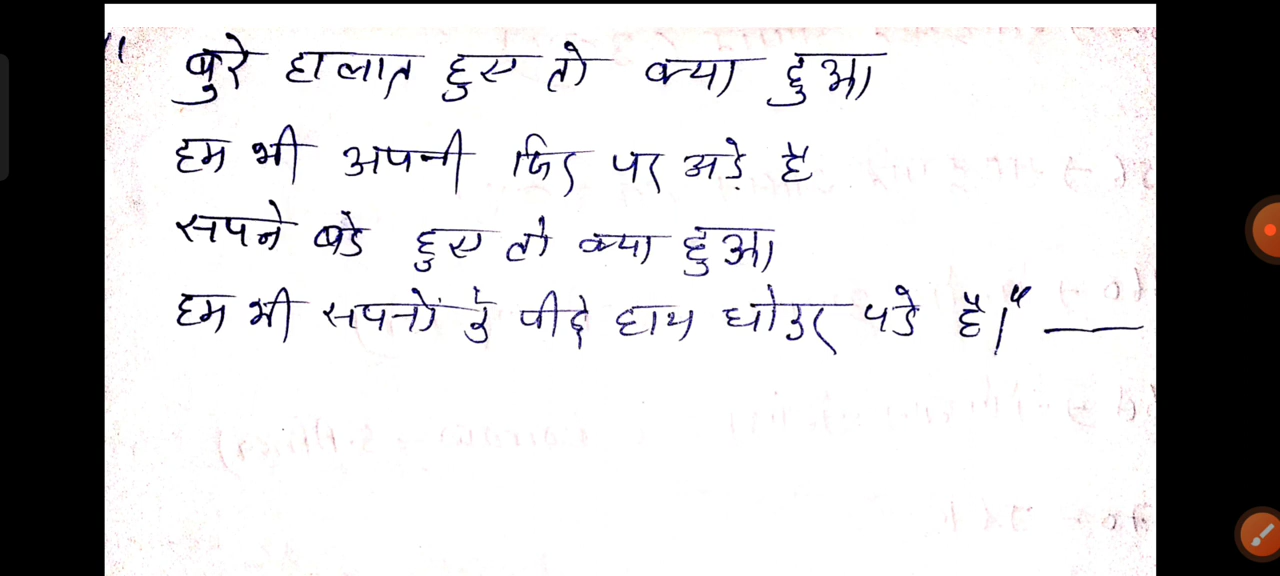 " बुरे हालात हुए तो क्या हुआ
हम भी अपनी जिद पर अड़े है
सपने बडे हुए तो क्या हुआ
हम भी सपनों के पीछे हाथ धोकर पडे है।" —